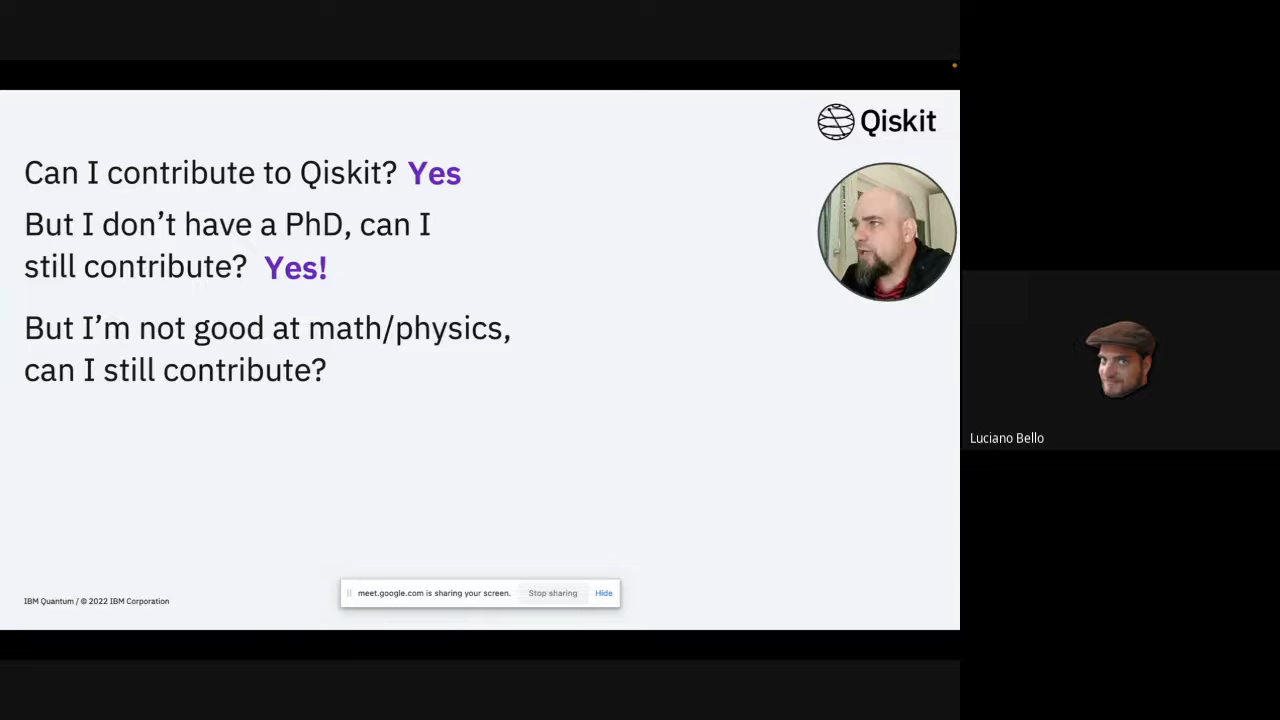 Qiskit
Can I contribute to Qiskit? Yes
But I don’t have a PhD, can I
still contribute? Yes!
But I’m not good at math/physics,
can I still contribute?
Luciano Bello
meet.google.com is sharing your screen. Stop sharing Hide
IBM Quantum / © 2022 IBM Corporation